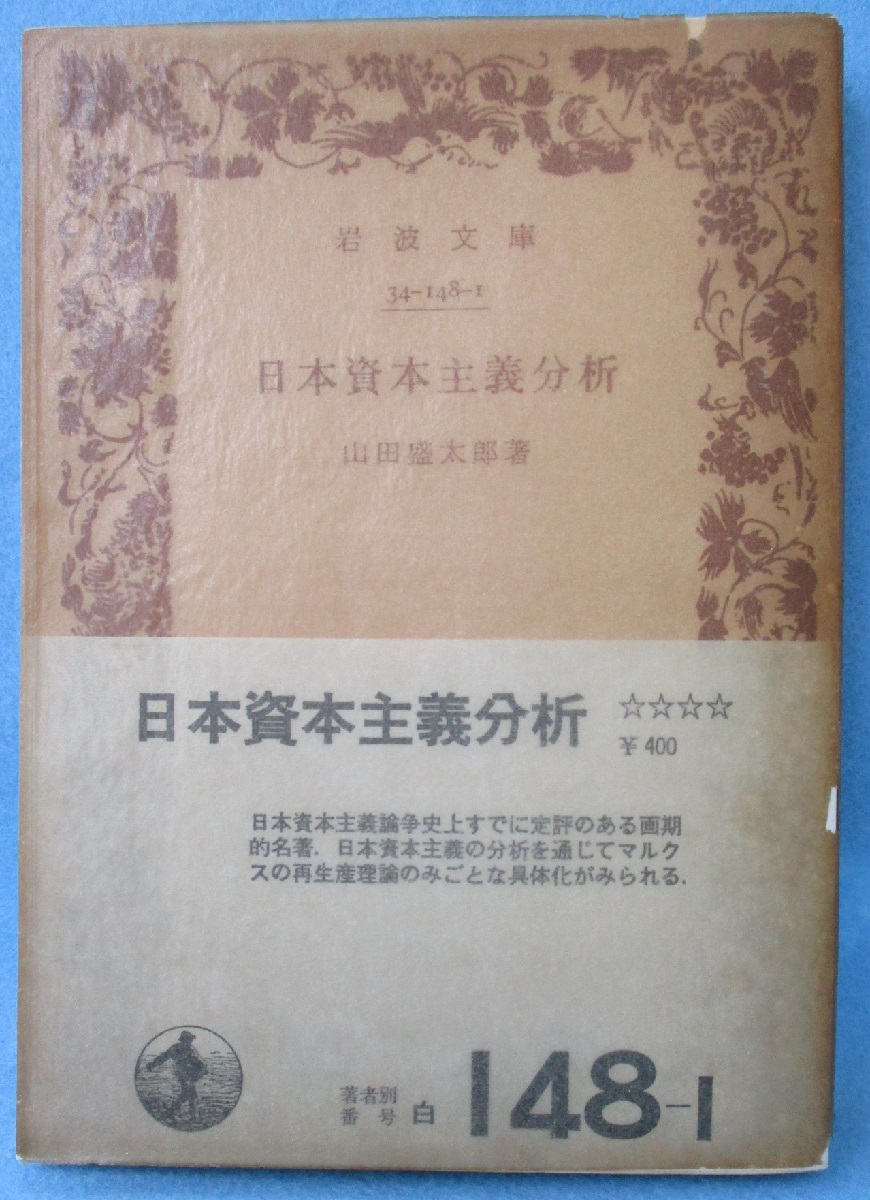 岩波文庫
34-148-1
日本資本主義分析
山田盛太郎著
日本資本主義分析 ☆☆☆☆
¥400
日本資本主義論争史上すでに定評のある画期
的名著．日本資本主義の分析を通じてマルク
スの再生産理論のみごとな具体化がみられる．
著者別
番号 白 148-1